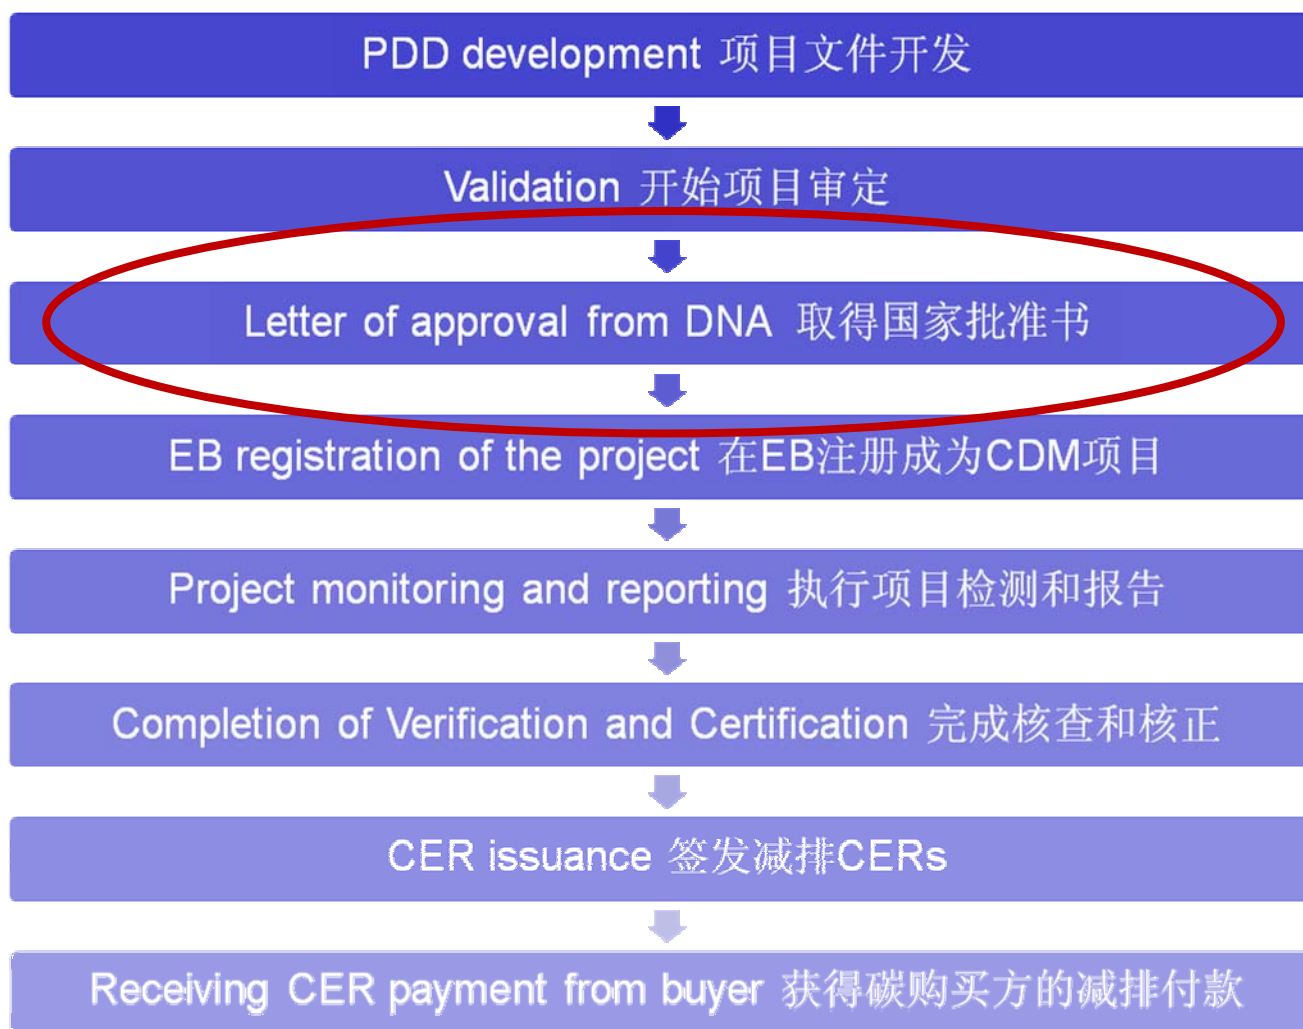 PDD development 项目文件开发
Validation 开始项目审定
Letter of approval from DNA 取得国家批准书
EB registration of the project 在EB注册成为CDM项目
Project monitoring and reporting 执行项目检测和报告
Completion of Verification and Certification 完成核查和核正
CER issuance 签发减排CERs
Receiving CER payment from buyer 获得碳购买方的减排付款